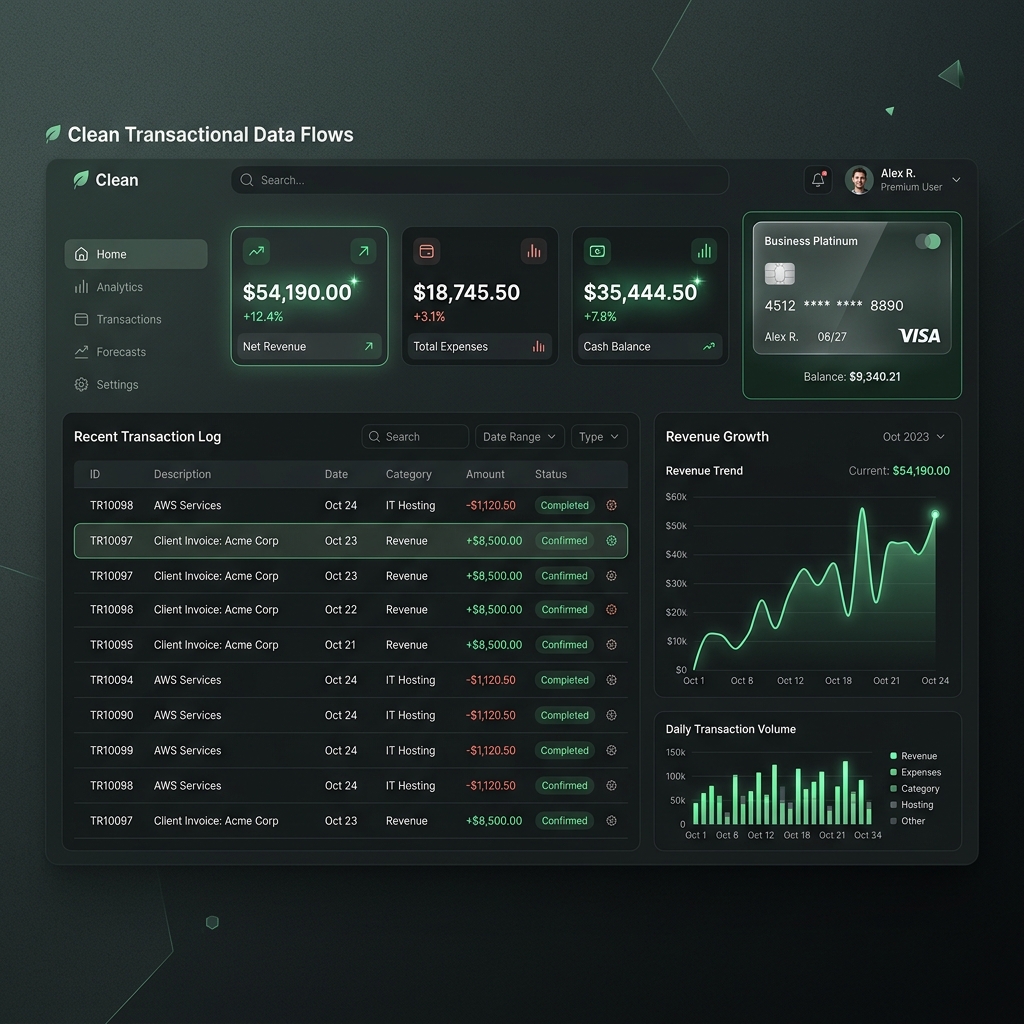 Clean Transactional Data Flows
Clean
Search...
Alex R.
Premium User
Home
Analytics
Transactions
Forecasts
Settings
$54,190.00
+12.4%
Net Revenue
$18,745.50
+3.1%
Total Expenses
$35,444.50
+7.8%
Cash Balance
Business Platinum
4512 **** **** 8890
Alex R. 06/27 VISA
Balance: $9,340.21
Recent Transaction Log Search Date Range Type
ID Description Date Category Amount Status
TR10098 AWS Services Oct 24 IT Hosting -$1,120.50 Completed
TR10097 Client Invoice: Acme Corp Oct 23 Revenue +$8,500.00 Confirmed
TR10097 Client Invoice: Acme Corp Oct 23 Revenue +$8,500.00 Canfirmed
TR10096 Client Invoice: Acme Corp Oct 22 Revenue +$8,500.00 Confirmed
TR10095 Client Invoice: Acme Corp Oct 21 Revenue +$8,500.00 Confirmed
TR10094 AWS Services Oct 24 IT Hosting -$1,120.50 Completed
TR10090 AWS Services Oct 24 IT Hosting -$1,120.50 Completed
TR10099 AWS Services Oct 24 IT Hosting -$1,120.50 Completed
TR10098 AWS Services Oct 24 IT Hosting -$1,120.50 Confirmed
TR10097 Client Invoice: Acme Corp Oct 23 Revenue +$8,500.00 Confirmed
Revenue Growth Oct 2023
Revenue Trend Current: $54,190.00
$60k
$50k
$40k
$30k
$20k
$10k
$0
Oct 1 Oct 6 Oct 12 Oct 18 Oct 21 Oct 24
Daily Transaction Volume
150k
100k
50k
0
Oct 1 Oct 6 Oct 12 Oct 18 Oct 21 Oct 34
Revenue
Expenses
Category
Hosting
Other